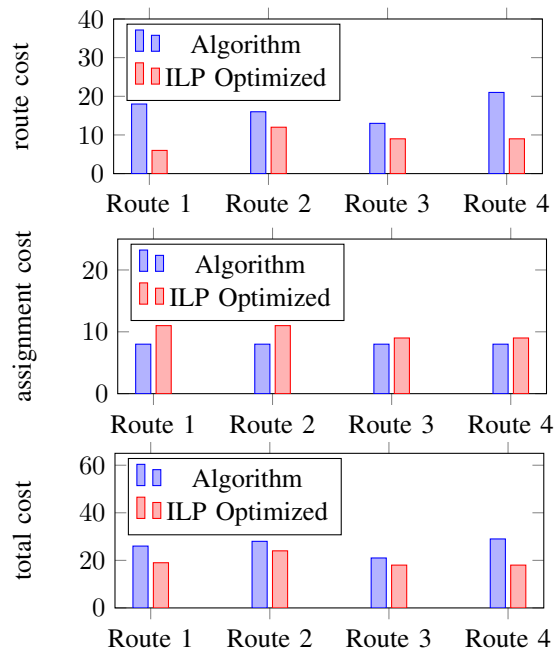 40
30
20
10
0
route cost
Algorithm
ILP Optimized
Route 1 Route 2 Route 3 Route 4
20
10
0
assignment cost
Algorithm
ILP Optimized
Route 1 Route 2 Route 3 Route 4
60
40
20
0
total cost
Algorithm
ILP Optimized
Route 1 Route 2 Route 3 Route 4